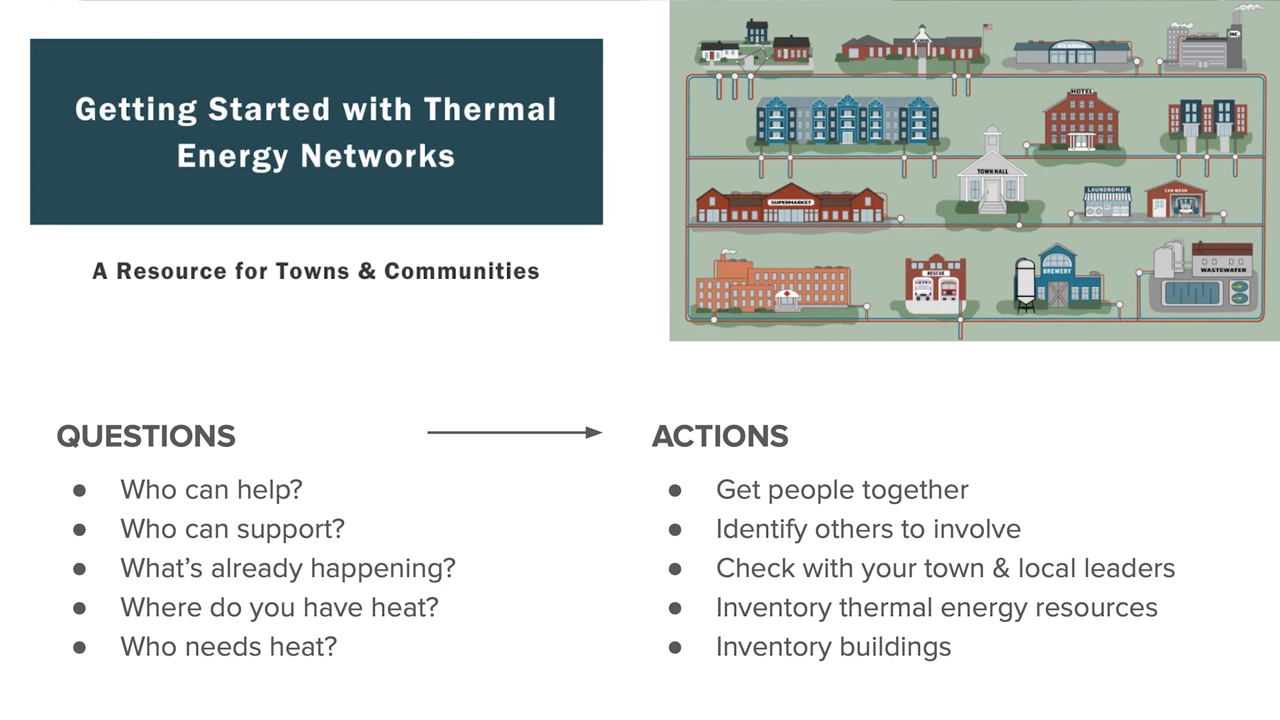 Getting Started with Thermal
Energy Networks
A Resource for Towns & Communities
SCHOOL
ICE ARENA
INC
HOTEL
TOWN HALL
SUPERMARKET
LAUNDROMAT
CAR WASH
RESCUE
BREWERY
WASTEWATER
QUESTIONS
● Who can help?
● Who can support?
● What’s already happening?
● Where do you have heat?
● Who needs heat?
ACTIONS
● Get people together
● Identify others to involve
● Check with your town & local leaders
● Inventory thermal energy resources
● Inventory buildings